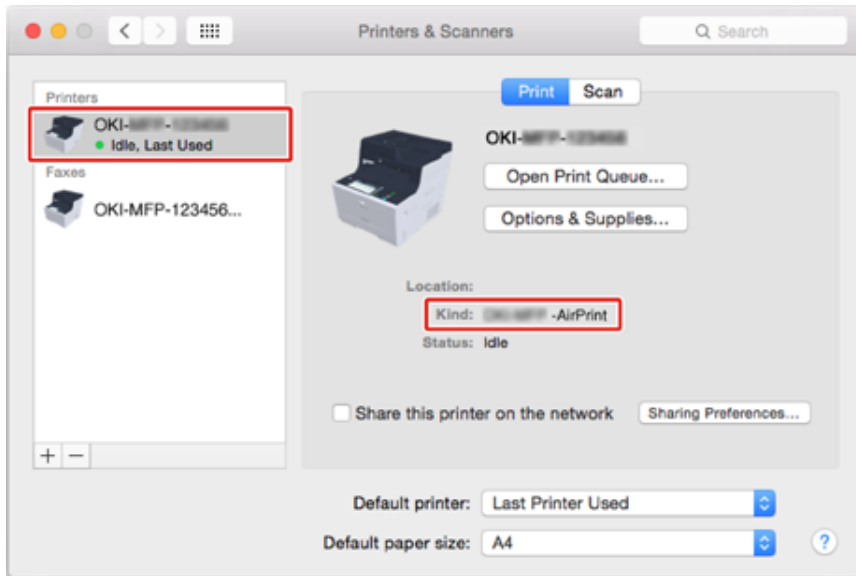 Printers & Scanners
Search
Printers
OKI-
Idle, Last Used
Faxes
OKI-MFP-123456...
Print
Scan
OKI-
Open Print Queue...
Options & Supplies...
Location:
Kind: -AirPrint
Status: Idle
Share this printer on the network
Sharing Preferences...
+ −
Default printer: Last Printer Used
Default paper size: A4
?